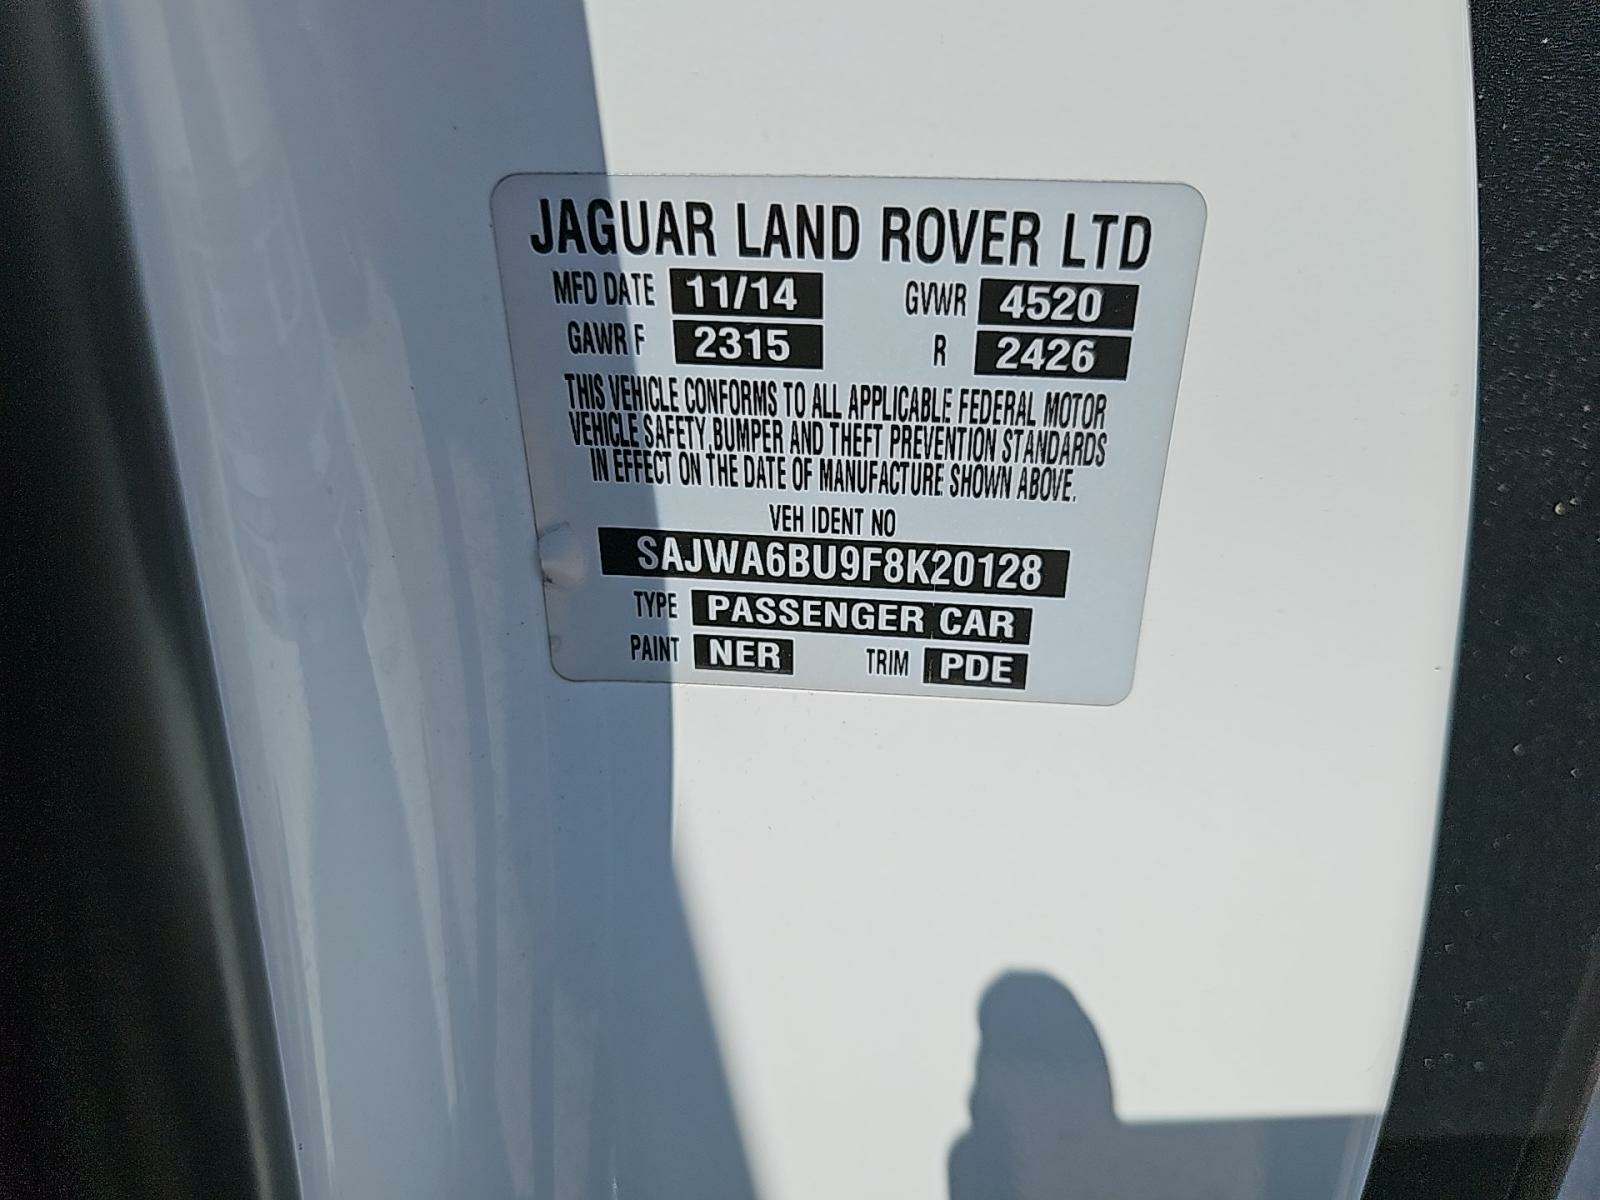 JAGUAR LAND ROVER LTD
MFD DATE 11/14 GVWR 4520
GAWR F 2315 R 2426
THIS VEHICLE CONFORMS TO ALL APPLICABLE FEDERAL MOTOR
VEHICLE SAFETY, BUMPER AND THEFT PREVENTION STANDARDS
IN EFFECT ON THE DATE OF MANUFACTURE SHOWN ABOVE.
VEH IDENT NO
SAJWA6BU9F8K20128
TYPE PASSENGER CAR
PAINT NER TRIM PDE